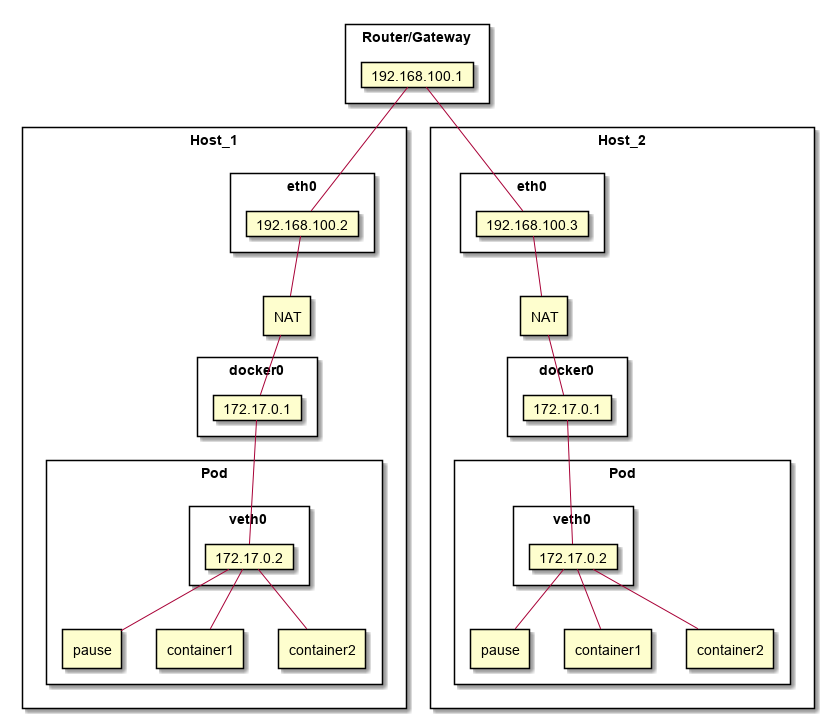 Router/Gateway
192.168.100.1
Host_1
eth0
192.168.100.2
NAT
docker0
172.17.0.1
Pod
veth0
172.17.0.2
pause
container1
container2
Host_2
eth0
192.168.100.3
NAT
docker0
172.17.0.1
Pod
veth0
172.17.0.2
pause
container1
container2